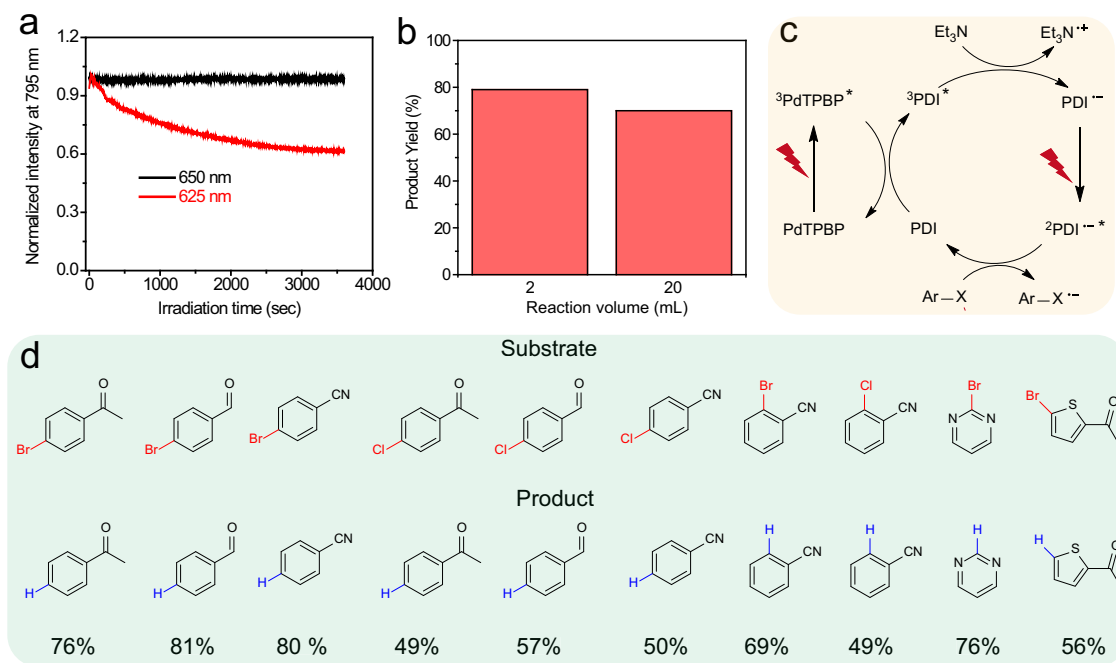 a
Normalized intensity at 795 nm
1.2
0.9
0.6
0.3
0.0
650 nm
625 nm
0 1000 2000 3000 4000
Irradiation time (sec)
b
Product Yield (%)
100
80
60
40
20
0
2 20
Reaction volume (mL)
c
Et₃N Et₃N•+
³PdTPBP* ³PDI* PDI•−
PdTPBP PDI ²PDI•−*
Ar—X Ar—X•−
d
Substrate
O O CN O O CN Br CN Cl CN Br N N Br S O
Br Br Br Cl Cl Cl
Product
O O CN O O CN H CN H CN H N N H S O
H H H H H H
76% 81% 80 % 49% 57% 50% 69% 49% 76% 56%